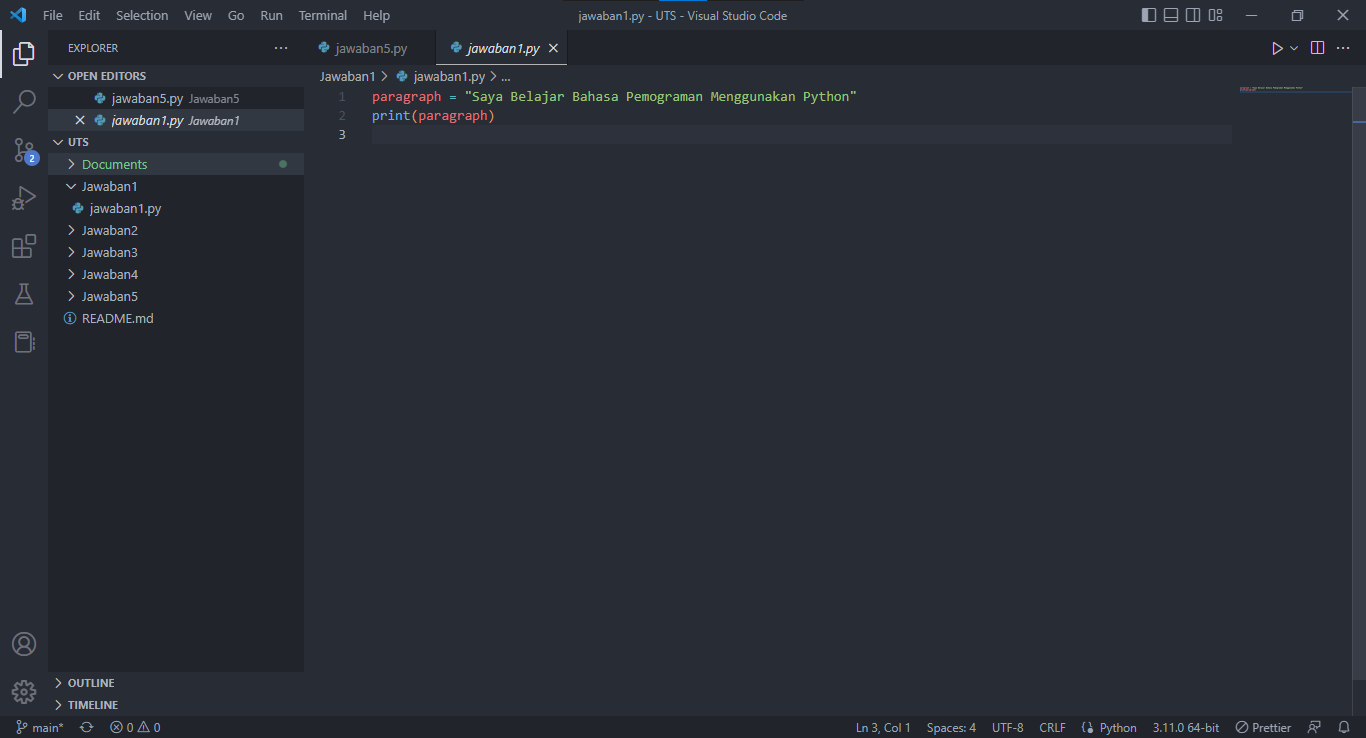 File Edit Selection View Go Run Terminal Help jawaban1.py - UTS - Visual Studio Code
EXPLORER
jawaban5.py jawaban1.py
OPEN EDITORS
jawaban5.py Jawaban5
jawaban1.py Jawaban1
UTS
Documents
Jawaban1
jawaban1.py
Jawaban2
Jawaban3
Jawaban4
Jawaban5
README.md
OUTLINE
TIMELINE
Jawaban1 > jawaban1.py > ...
1 paragraph = "Saya Belajar Bahasa Pemograman Menggunakan Python"
2 print(paragraph)
3
2
main* 0 0 Ln 3, Col 1 Spaces: 4 UTF-8 CRLF Python 3.11.0 64-bit Prettier